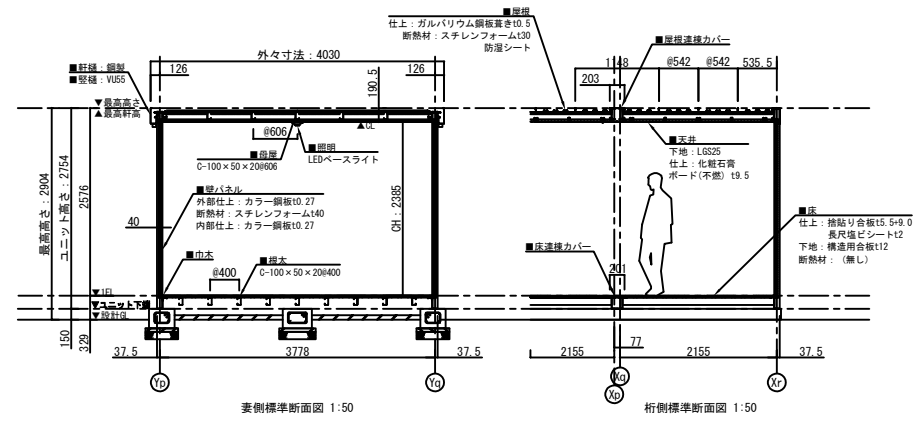 ■軒樋：鋼製
■竪樋：VU55
外々寸法：4030
126
126
190.5
▼最高高さ
▲最高軒高
▲CL
@606
■母屋
C-100×50×20@606
■照明
LEDベースライト
■壁パネル
外部仕上：カラー鋼板t0.27
断熱材：スチレンフォームt40
内部仕上：カラー鋼板t0.27
40
CH：2385
最高高さ：2904
ユニット高さ：2754
2576
■巾木
@400
■根太
C-100×50×20@400
▼1FL
▼ユニット下端
▼設計GL
150
329
37.5
3778
37.5
Yp
Yq
妻側標準断面図 1:50
■屋根
仕上：ガルバリウム鋼板葺きt0.5
断熱材：スチレンフォームt30
防湿シート
■屋根連棟カバー
1148
@542
@542
535.5
203
■天井
下地：LGS25
仕上：化粧石膏
ボード(不燃) t9.5
■床
仕上：捨貼り合板t5.5+9.0
長尺塩ビシートt2
下地：構造用合板t12
断熱材：（無し）
■床連棟カバー
201
77
2155
2155
37.5
Xq
Xp
Xr
桁側標準断面図 1:50